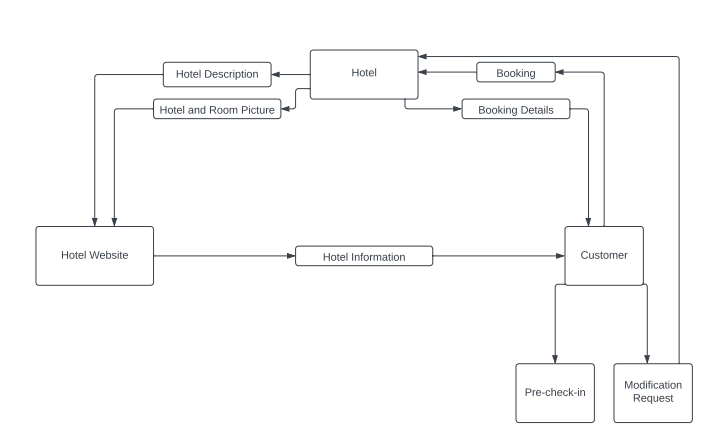 Hotel
Hotel Description
Booking
Hotel and Room Picture
Booking Details
Hotel Website
Hotel Information
Customer
Pre-check-in
Modification
Request